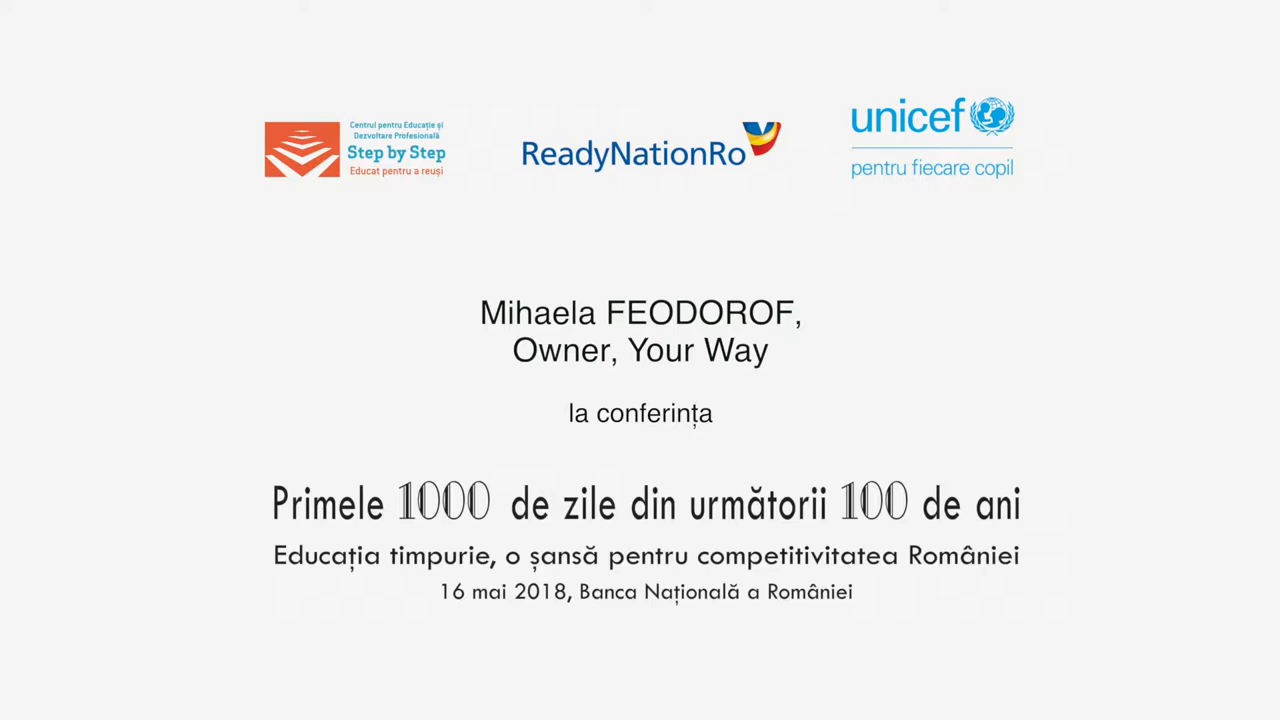 Centrul pentru Educație și
Dezvoltare Profesională
Step by Step
Educat pentru a reuși
ReadyNationRo
unicef
pentru fiecare copil
Mihaela FEODOROF,
Owner, Your Way
la conferința
Primele 1000 de zile din următorii 100 de ani
Educația timpurie, o șansă pentru competitivitatea României
16 mai 2018, Banca Națională a României